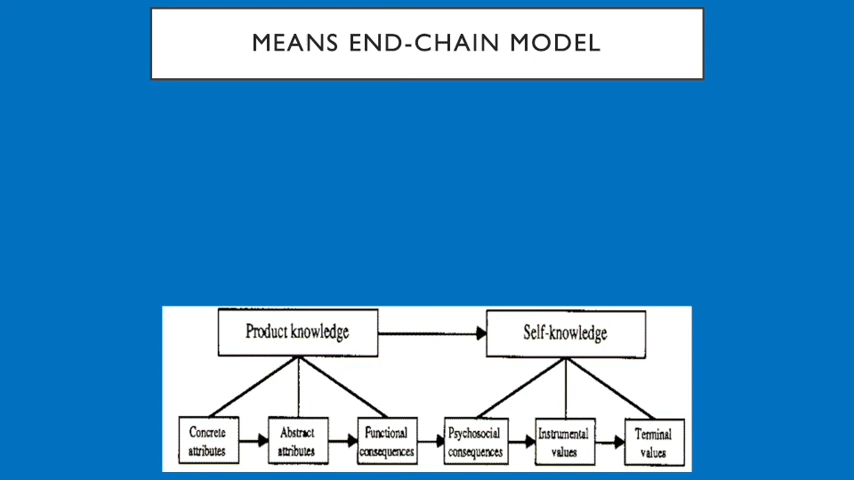 MEANS END-CHAIN MODEL
Product knowledge
Self-knowledge
Concrete
attributes
Abstract
attributes
Functional
consequences
Psychosocial
consequences
Instrumental
values
Terminal
values